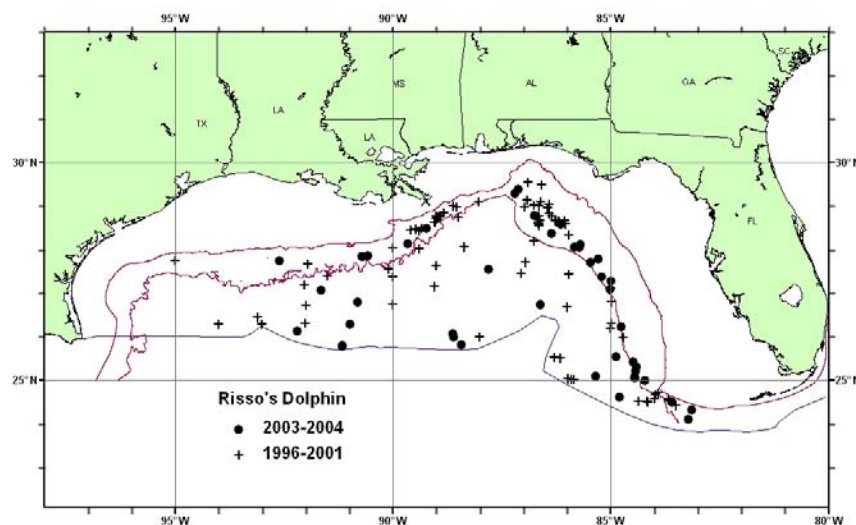 95°W 90°W 85°W 80°W
SC
MS AL GA
LA
TX LA
30°N 30°N
FL
25°N 25°N
Risso's Dolphin
2003-2004
1996-2001
95°W 90°W 85°W 80°W